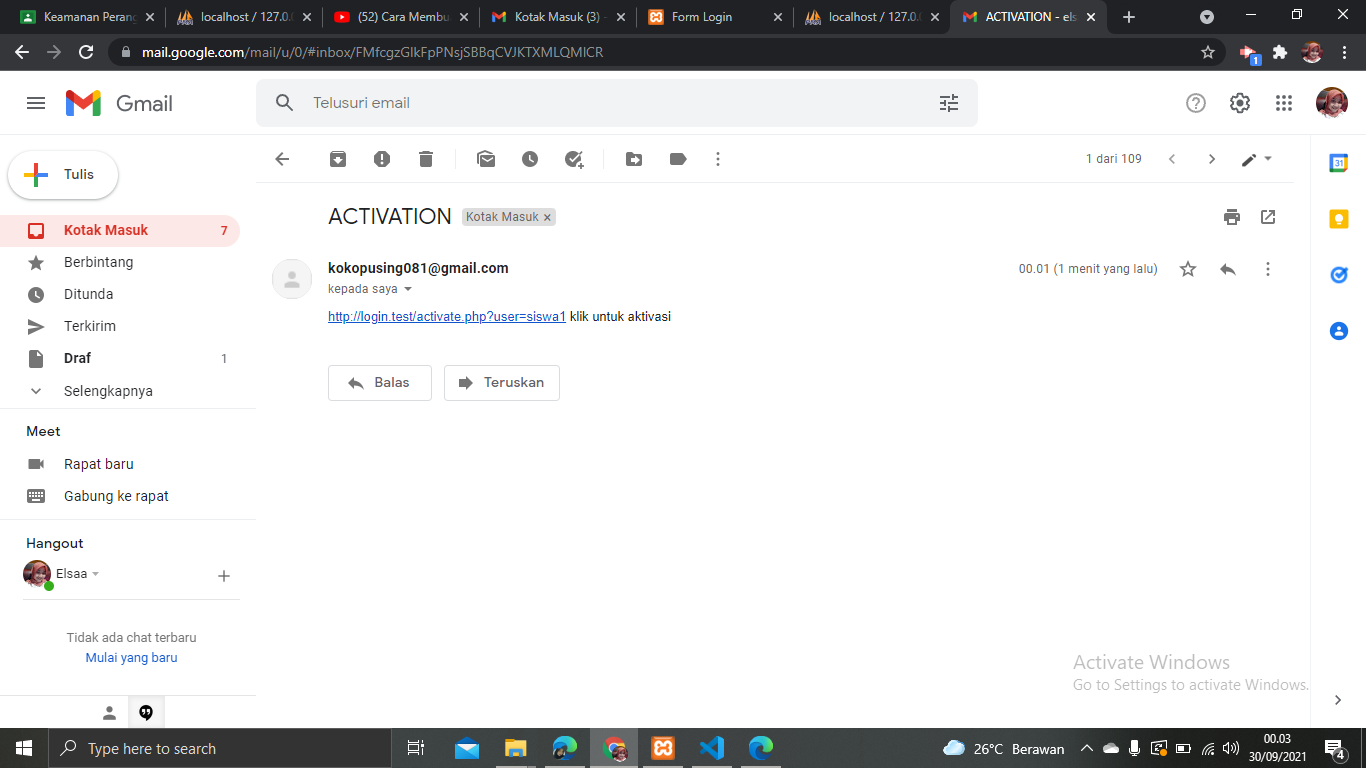 Keamanan Perang
localhost / 127.0.0
(52) Cara Membu
Kotak Masuk (3) -
Form Login
localhost / 127.0.0
ACTIVATION - els
mail.google.com/mail/u/0/#inbox/FMfcgzGlkFpPNsjSBBqCVJKTXMLQMlCR
1
Gmail
Telusuri email
Tulis
1 dari 109
31
ACTIVATION
Kotak Masuk ×
Kotak Masuk 7
Berbintang
Ditunda
Terkirim
Draf 1
Selengkapnya
kokopusing081@gmail.com
00.01 (1 menit yang lalu)
kepada saya
http://login.test/activate.php?user=siswa1 klik untuk aktivasi
Balas
Teruskan
Meet
Rapat baru
Gabung ke rapat
Hangout
Elsaa
Tidak ada chat terbaru
Mulai yang baru
Activate Windows
Go to Settings to activate Windows.
Type here to search
26°C Berawan
00.03
30/09/2021
4